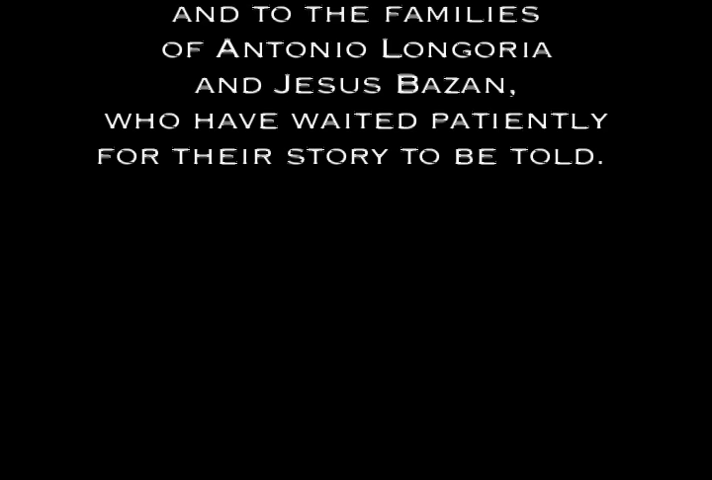 AND TO THE FAMILIES
OF ANTONIO LONGORIA
AND JESUS BAZAN,
WHO HAVE WAITED PATIENTLY
FOR THEIR STORY TO BE TOLD.